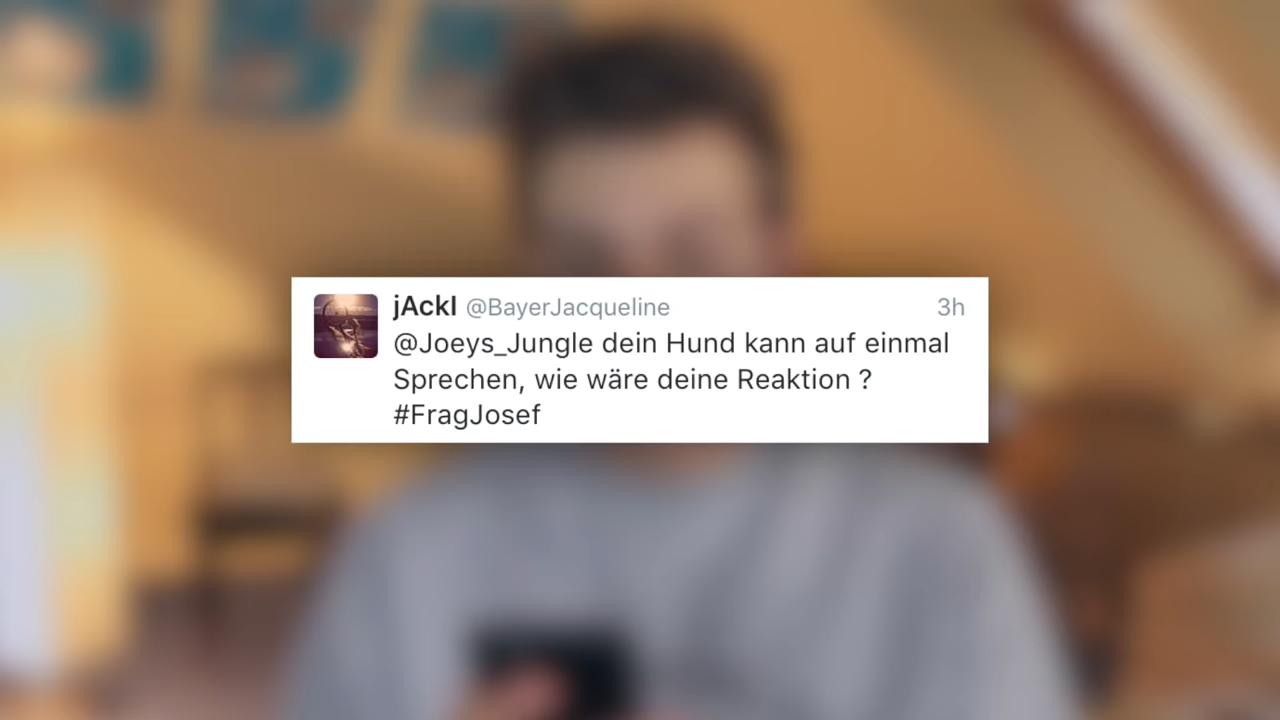 jAckl @BayerJacqueline 3h
@Joeys_Jungle dein Hund kann auf einmal
Sprechen, wie wäre deine Reaktion ?
#FragJosef